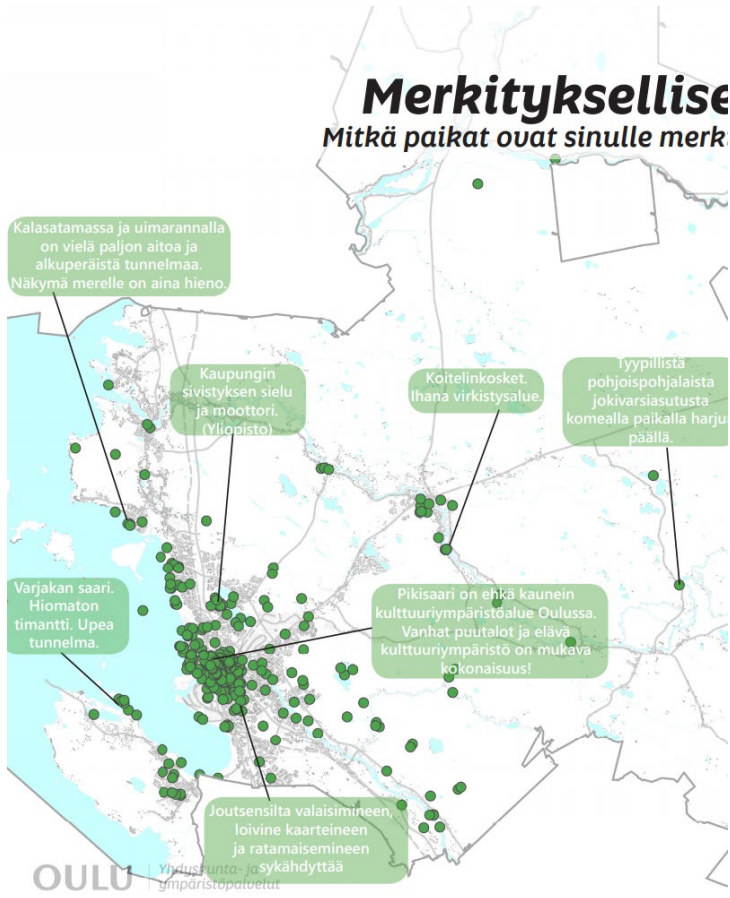 Merkityksellise
Mitkä paikat ovat sinulle merki
Kalasatamassa ja uimarannalla
on vielä paljon aitoa ja
alkuperäistä tunnelmaa.
Näkymä merelle on aina hieno.
Kaupungin
sivistyksen sielu
ja moottori.
(Yliopisto)
Koitelinkosket.
Ihana virkistysalue.
Tyypillistä
pohjoispohjalaista
jokivarsiasutusta
komealla paikalla harjun
päällä.
Varjakan saari.
Hiomaton
timantti. Upea
tunnelma.
Pikisaari on ehkä kaunein
kulttuuriympäristöalue Oulussa.
Vanhat puutalot ja elävä
kulttuuriympäristö on mukava
kokonaisuus!
Joutsensilta valaisimineen,
loivine kaarteineen
ja ratamaisemineen
sykähdyttää
OULU
Yhdyskunta- ja
ympäristöpalvelut